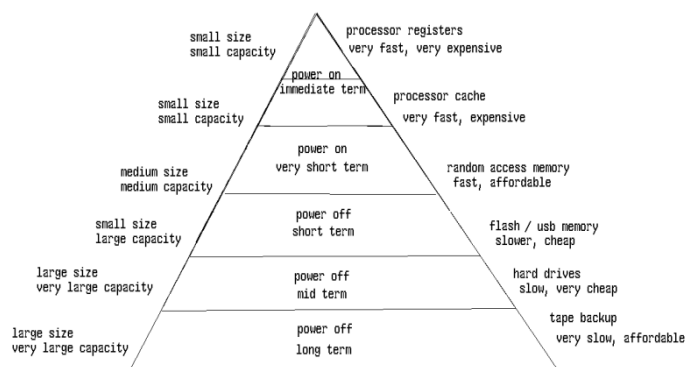 small size
small capacity
processor registers
very fast, very expensive
power on
immediate term
small size
small capacity
processor cache
very fast, expensive
power on
very short term
medium size
medium capacity
random access memory
fast, affordable
power off
short term
small size
large capacity
flash / usb memory
slower, cheap
power off
mid term
large size
very large capacity
hard drives
slow, very cheap
power off
long term
large size
very large capacity
tape backup
very slow, affordable